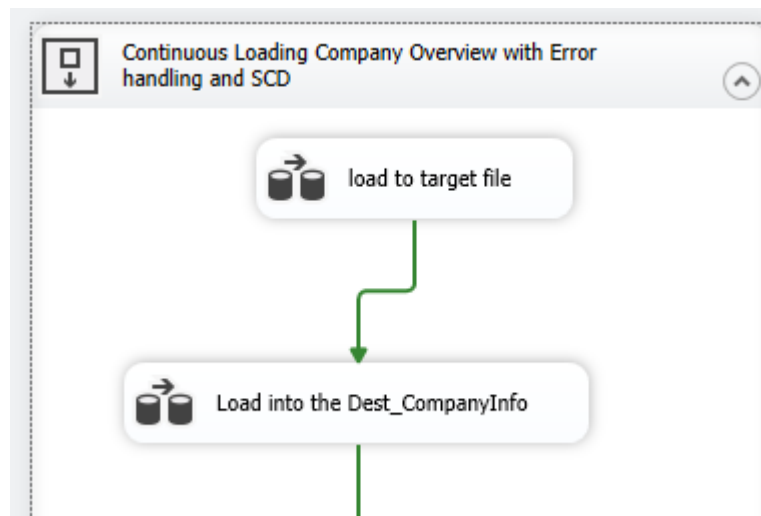 Continuous Loading Company Overview with Error
handling and SCD
load to target file
Load into the Dest_CompanyInfo